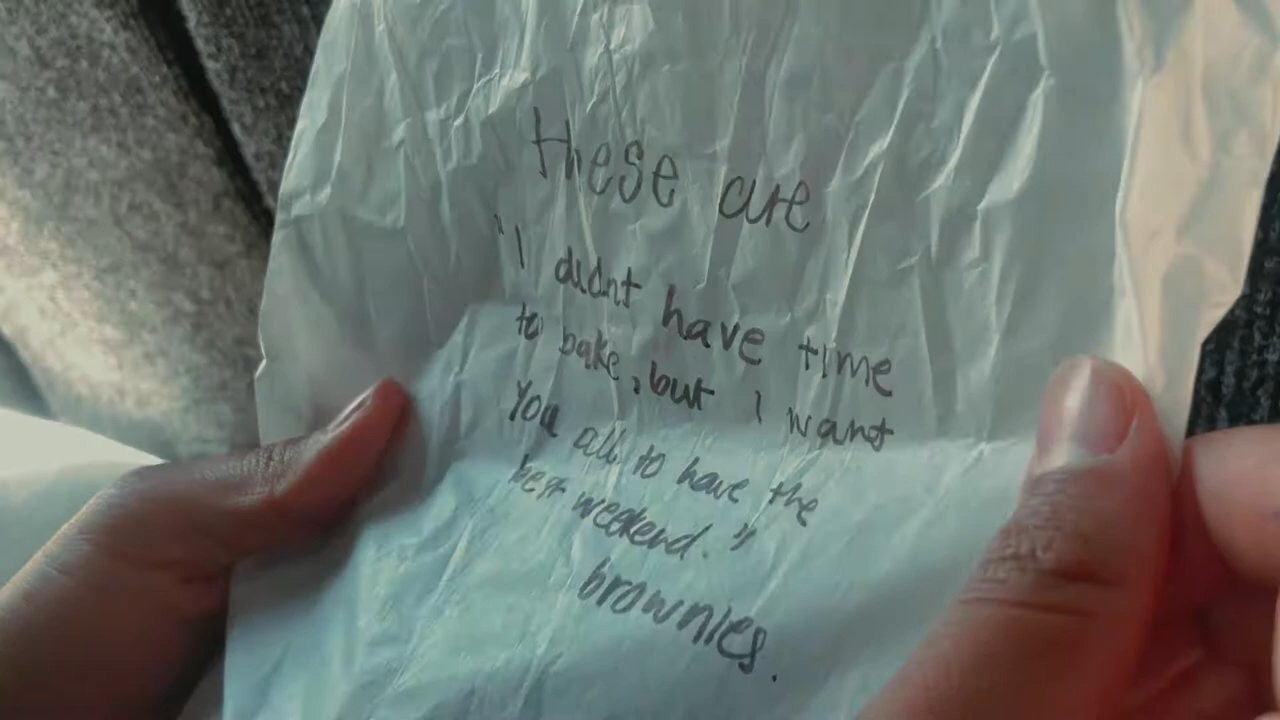 These are
"I didnt have time
to bake, but I want
You all to have the
best weekend."
brownies.